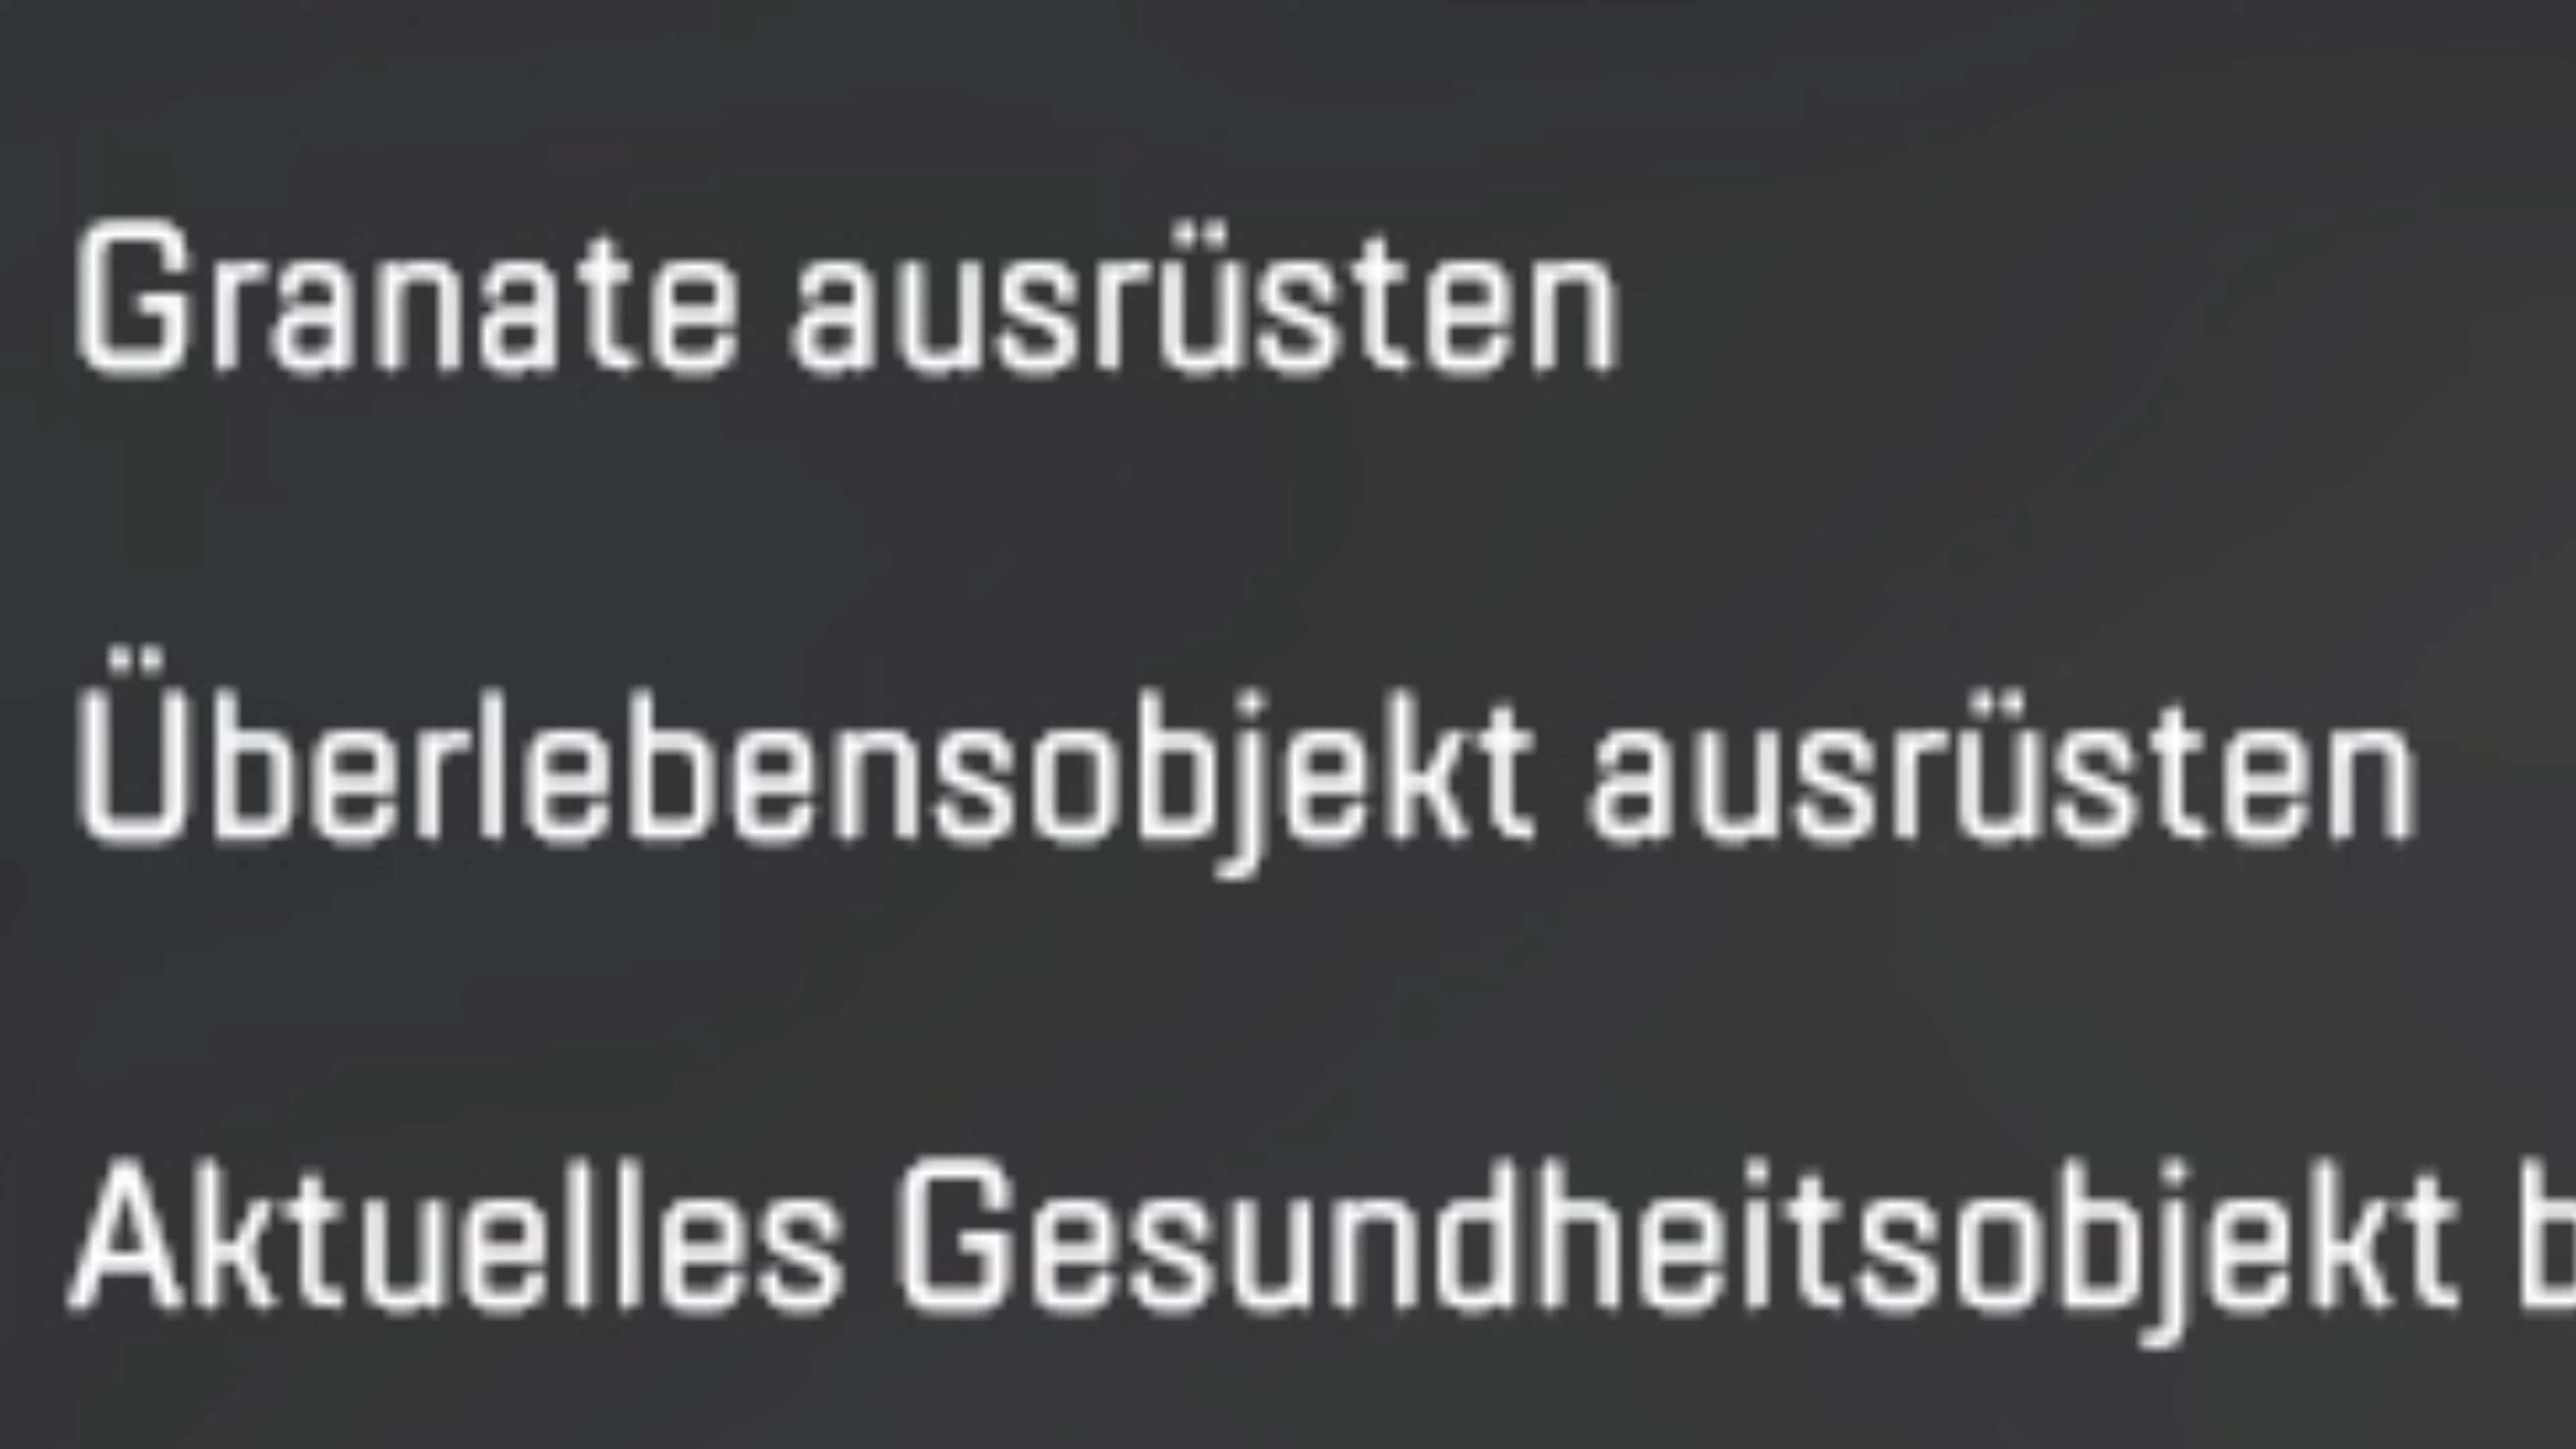 Granate ausrüsten
Überlebensobjekt ausrüsten
Aktuelles Gesundheitsobjekt